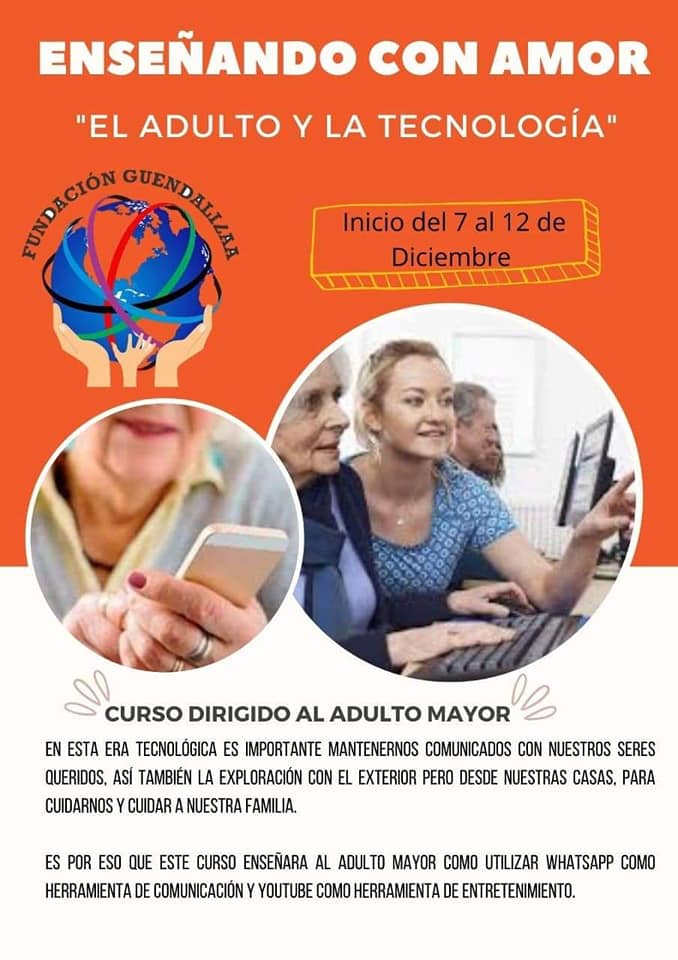 ENSEÑANDO CON AMOR
"EL ADULTO Y LA TECNOLOGÍA"
FUNDACIÓN GUENDALIZAA
Inicio del 7 al 12 de
Diciembre
CURSO DIRIGIDO AL ADULTO MAYOR
EN ESTA ERA TECNOLÓGICA ES IMPORTANTE MANTENERNOS COMUNICADOS CON NUESTROS SERES
QUERIDOS, ASÍ TAMBIÉN LA EXPLORACIÓN CON EL EXTERIOR PERO DESDE NUESTRAS CASAS, PARA
CUIDARNOS Y CUIDAR A NUESTRA FAMILIA.
ES POR ESO QUE ESTE CURSO ENSEÑARA AL ADULTO MAYOR COMO UTILIZAR WHATSAPP COMO
HERRAMIENTA DE COMUNICACIÓN Y YOUTUBE COMO HERRAMIENTA DE ENTRETENIMIENTO.